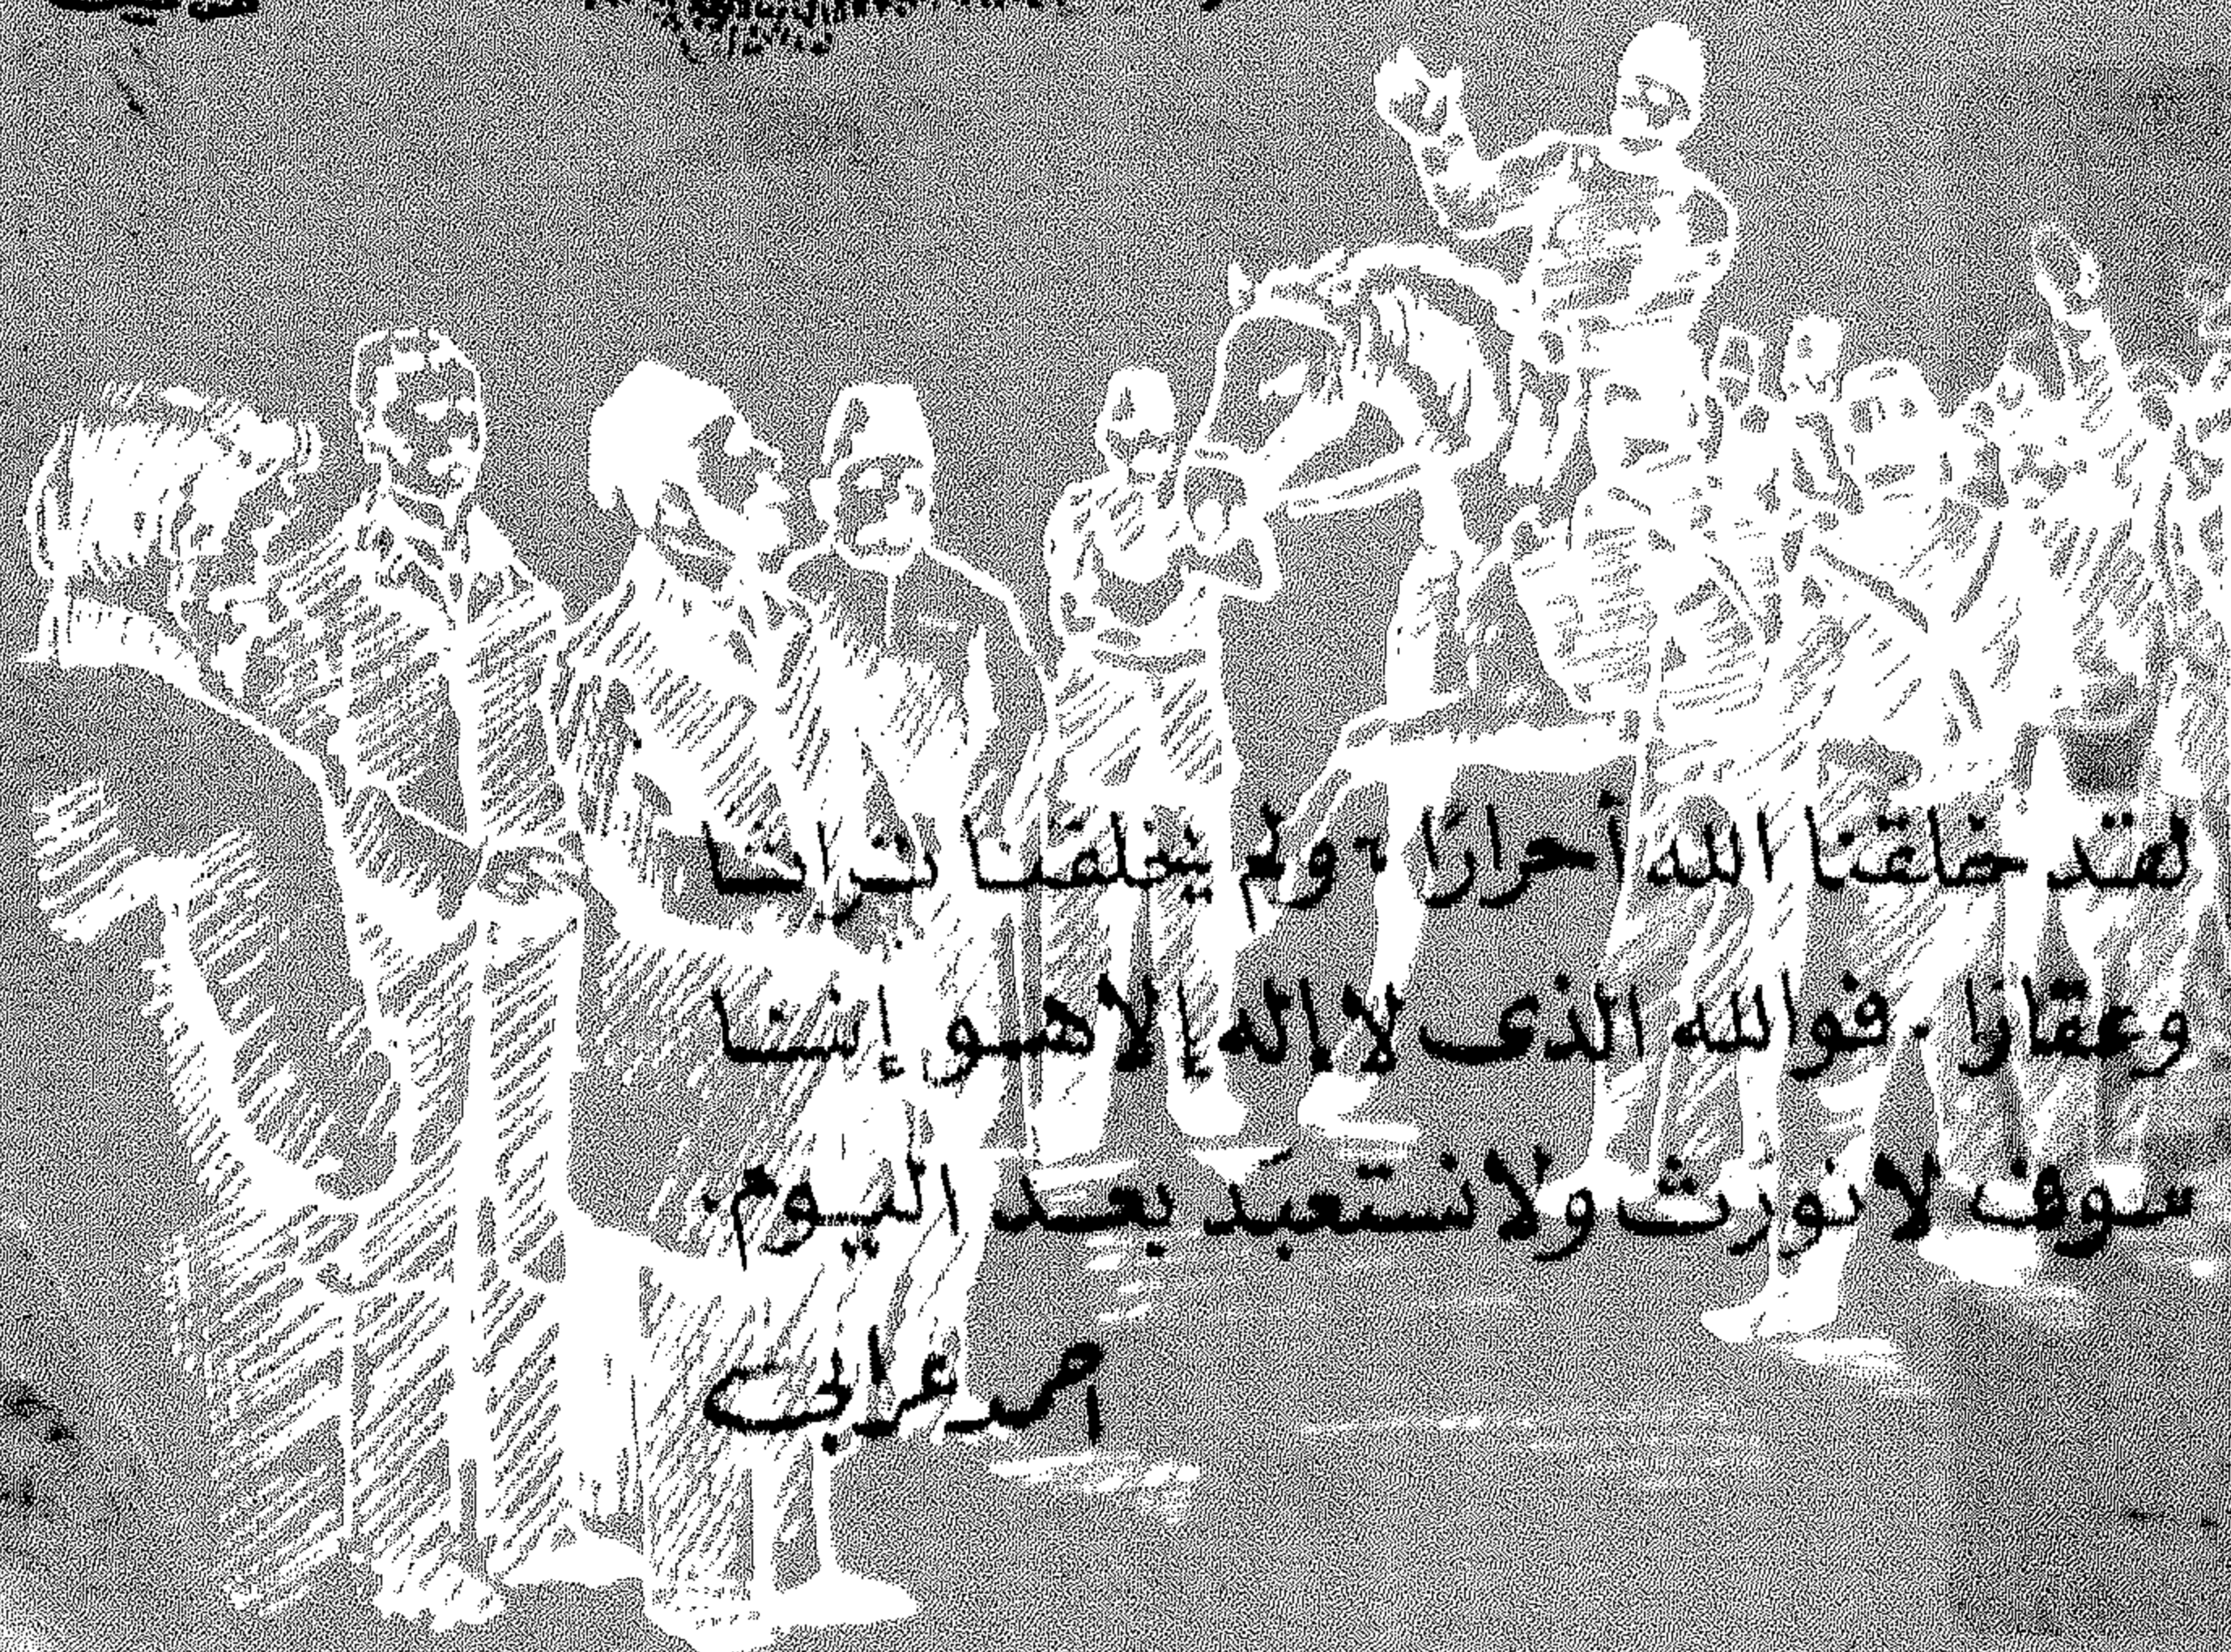 لقد خلقنا الله أحرارًا، ولم يخلقنا تراثا
وعقارا. فوالله الذى لا إله إلا هو إننا
سوف لا نورث ولا نستعبد بعد اليوم.
أحمد عرابى